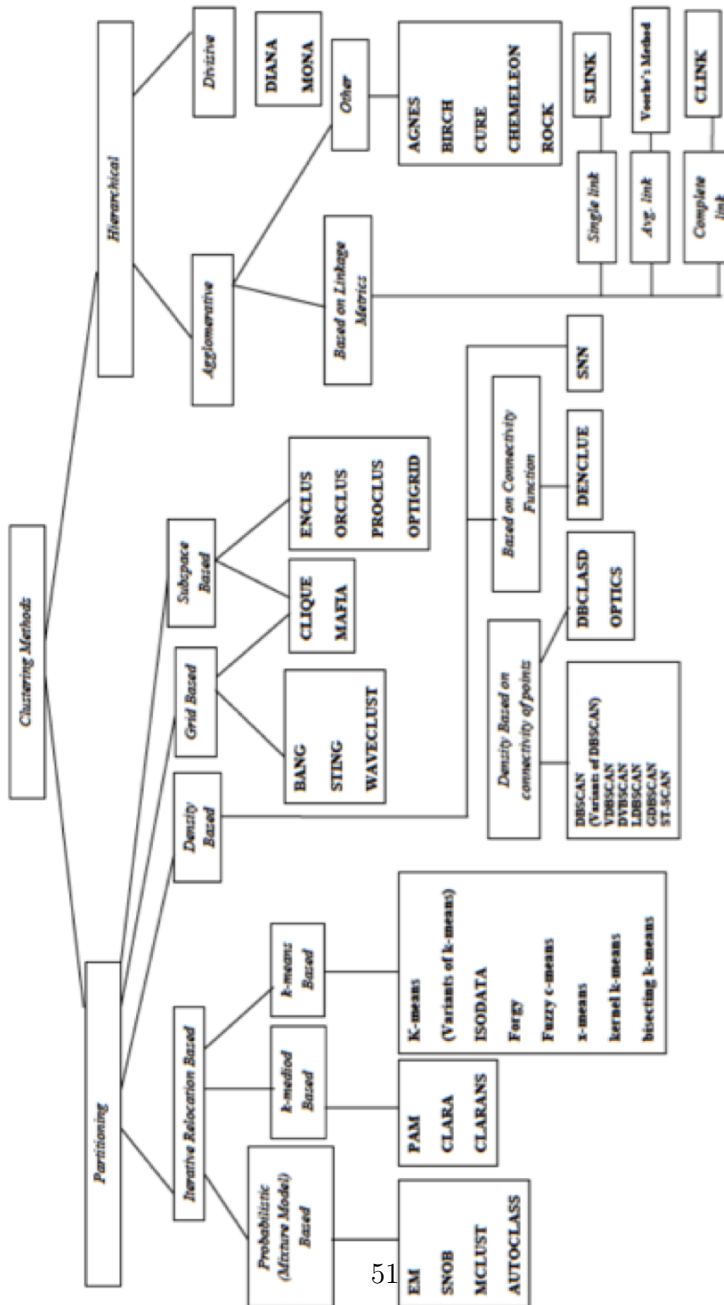 Clustering Methods
Partitioning
Hierarchical
Iterative Relocation Based
Density
Based
Grid Based
Subspace
Based
Agglomerative
Divizive
Probabilistic
(Mixture Model)
Based
k-mediod
Based
k-means
Based
BANG
STING
WAVECLUST
CLIQUE
MAFIA
ENCLUS
ORCLUS
PROCLUS
OPTIGRID
Based on Linkage
Metrics
Other
DIANA
MONA
EM
SNOB
MCLUST
AUTOCLASS
PAM
CLARA
CLARANS
K-means
(Variants of k-means)
ISODATA
Forgy
Fuzzy c-means
x-means
kernel k-means
bisecting k-means
AGNES
BIRCH
CURE
CHEMELEON
ROCK
Density Based on
connectivity of points
Based on Connectivity
Function
SNN
DBSCAN
(Variants of DBSCAN)
VDBSCAN
DVBSCAN
LDBSCAN
GDBSCAN
ST-SCAN
DBCLASD
OPTICS
DENCLUE
Single link
SLINK
Avg. link
Voorhe's Method
Complete
link
CLINK
51